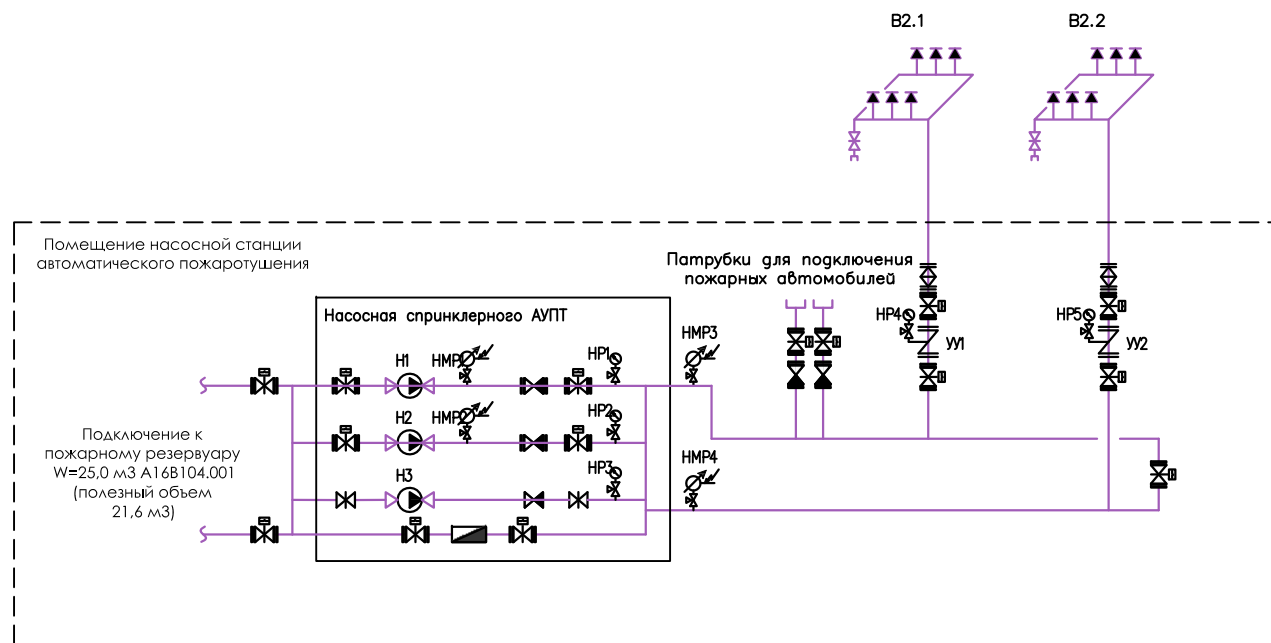 В2.1
В2.2
Помещение насосной станции
автоматического пожаротушения
Патрубки для подключения
пожарных автомобилей
Насосная спринклерного АУПТ
НР4
УУ1
НР5
УУ2
Н1
НМР1
НР1
НМР3
Н2
НМР
НР2
Н3
НР3
НМР4
Подключение к
пожарному резервуару
W=25,0 м3 А16В104.001
(полезный объем
21,6 м3)